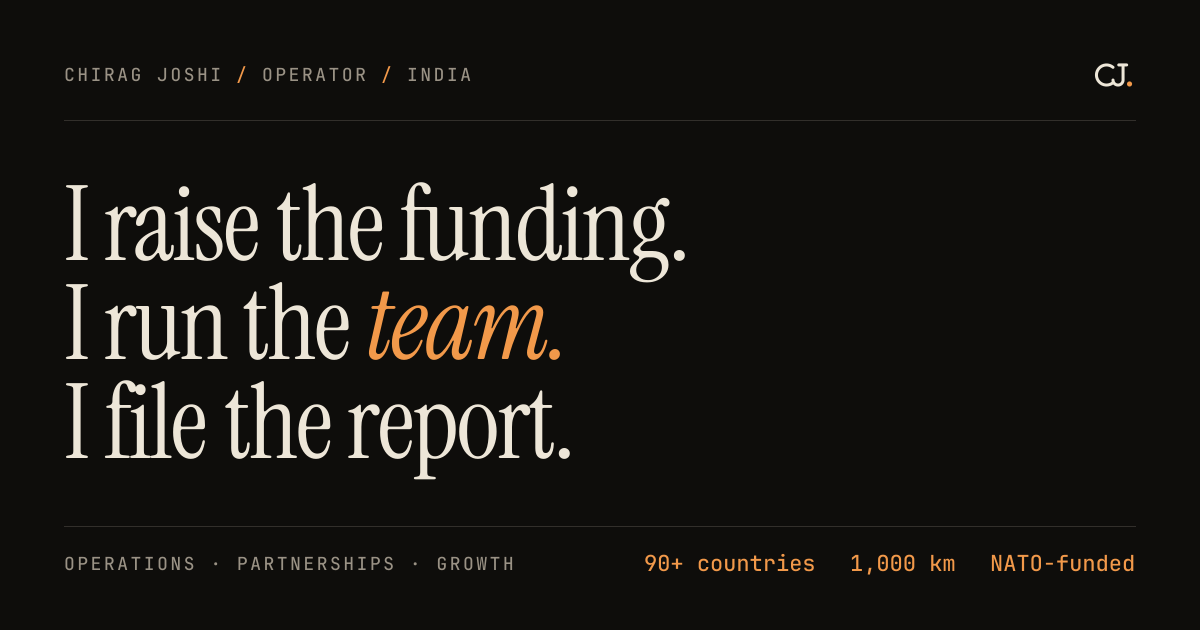 CHIRAG JOSHI / OPERATOR / INDIA
CJ.
I raise the funding.
I run the team.
I file the report.
OPERATIONS · PARTNERSHIPS · GROWTH
90+ countries 1,000 km NATO-funded